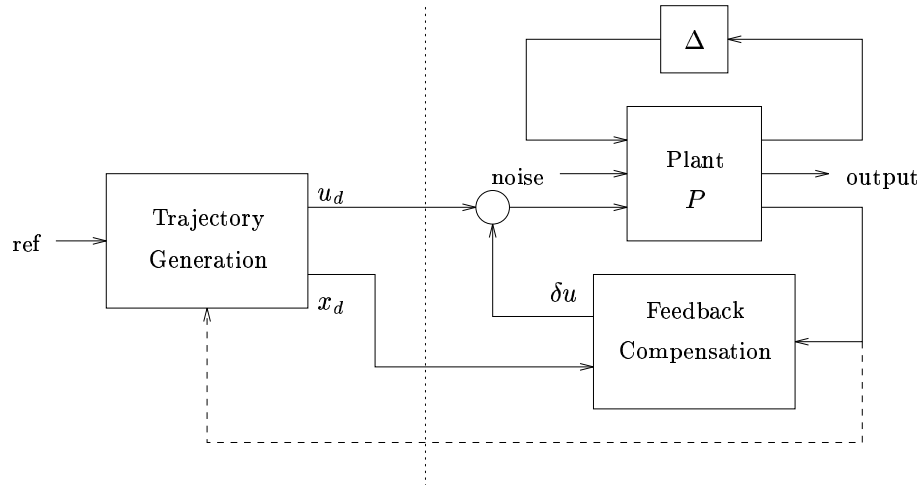 Δ
Plant
P
noise
output
u_d
Trajectory
Generation
ref
x_d
δu
Feedback
Compensation